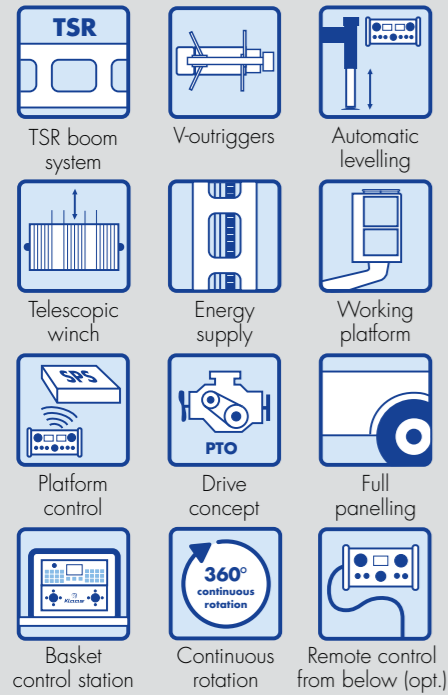 TSR
TSR boom
system
V-outriggers
Automatic
levelling
Telescopic
winch
Energy
supply
Working
platform
SPS
Platform
control
PTO
Drive
concept
Full
panelling
Klaas
Basket
control station
360°
continuous
rotation
Continuous
rotation
Remote control
from below (opt.)